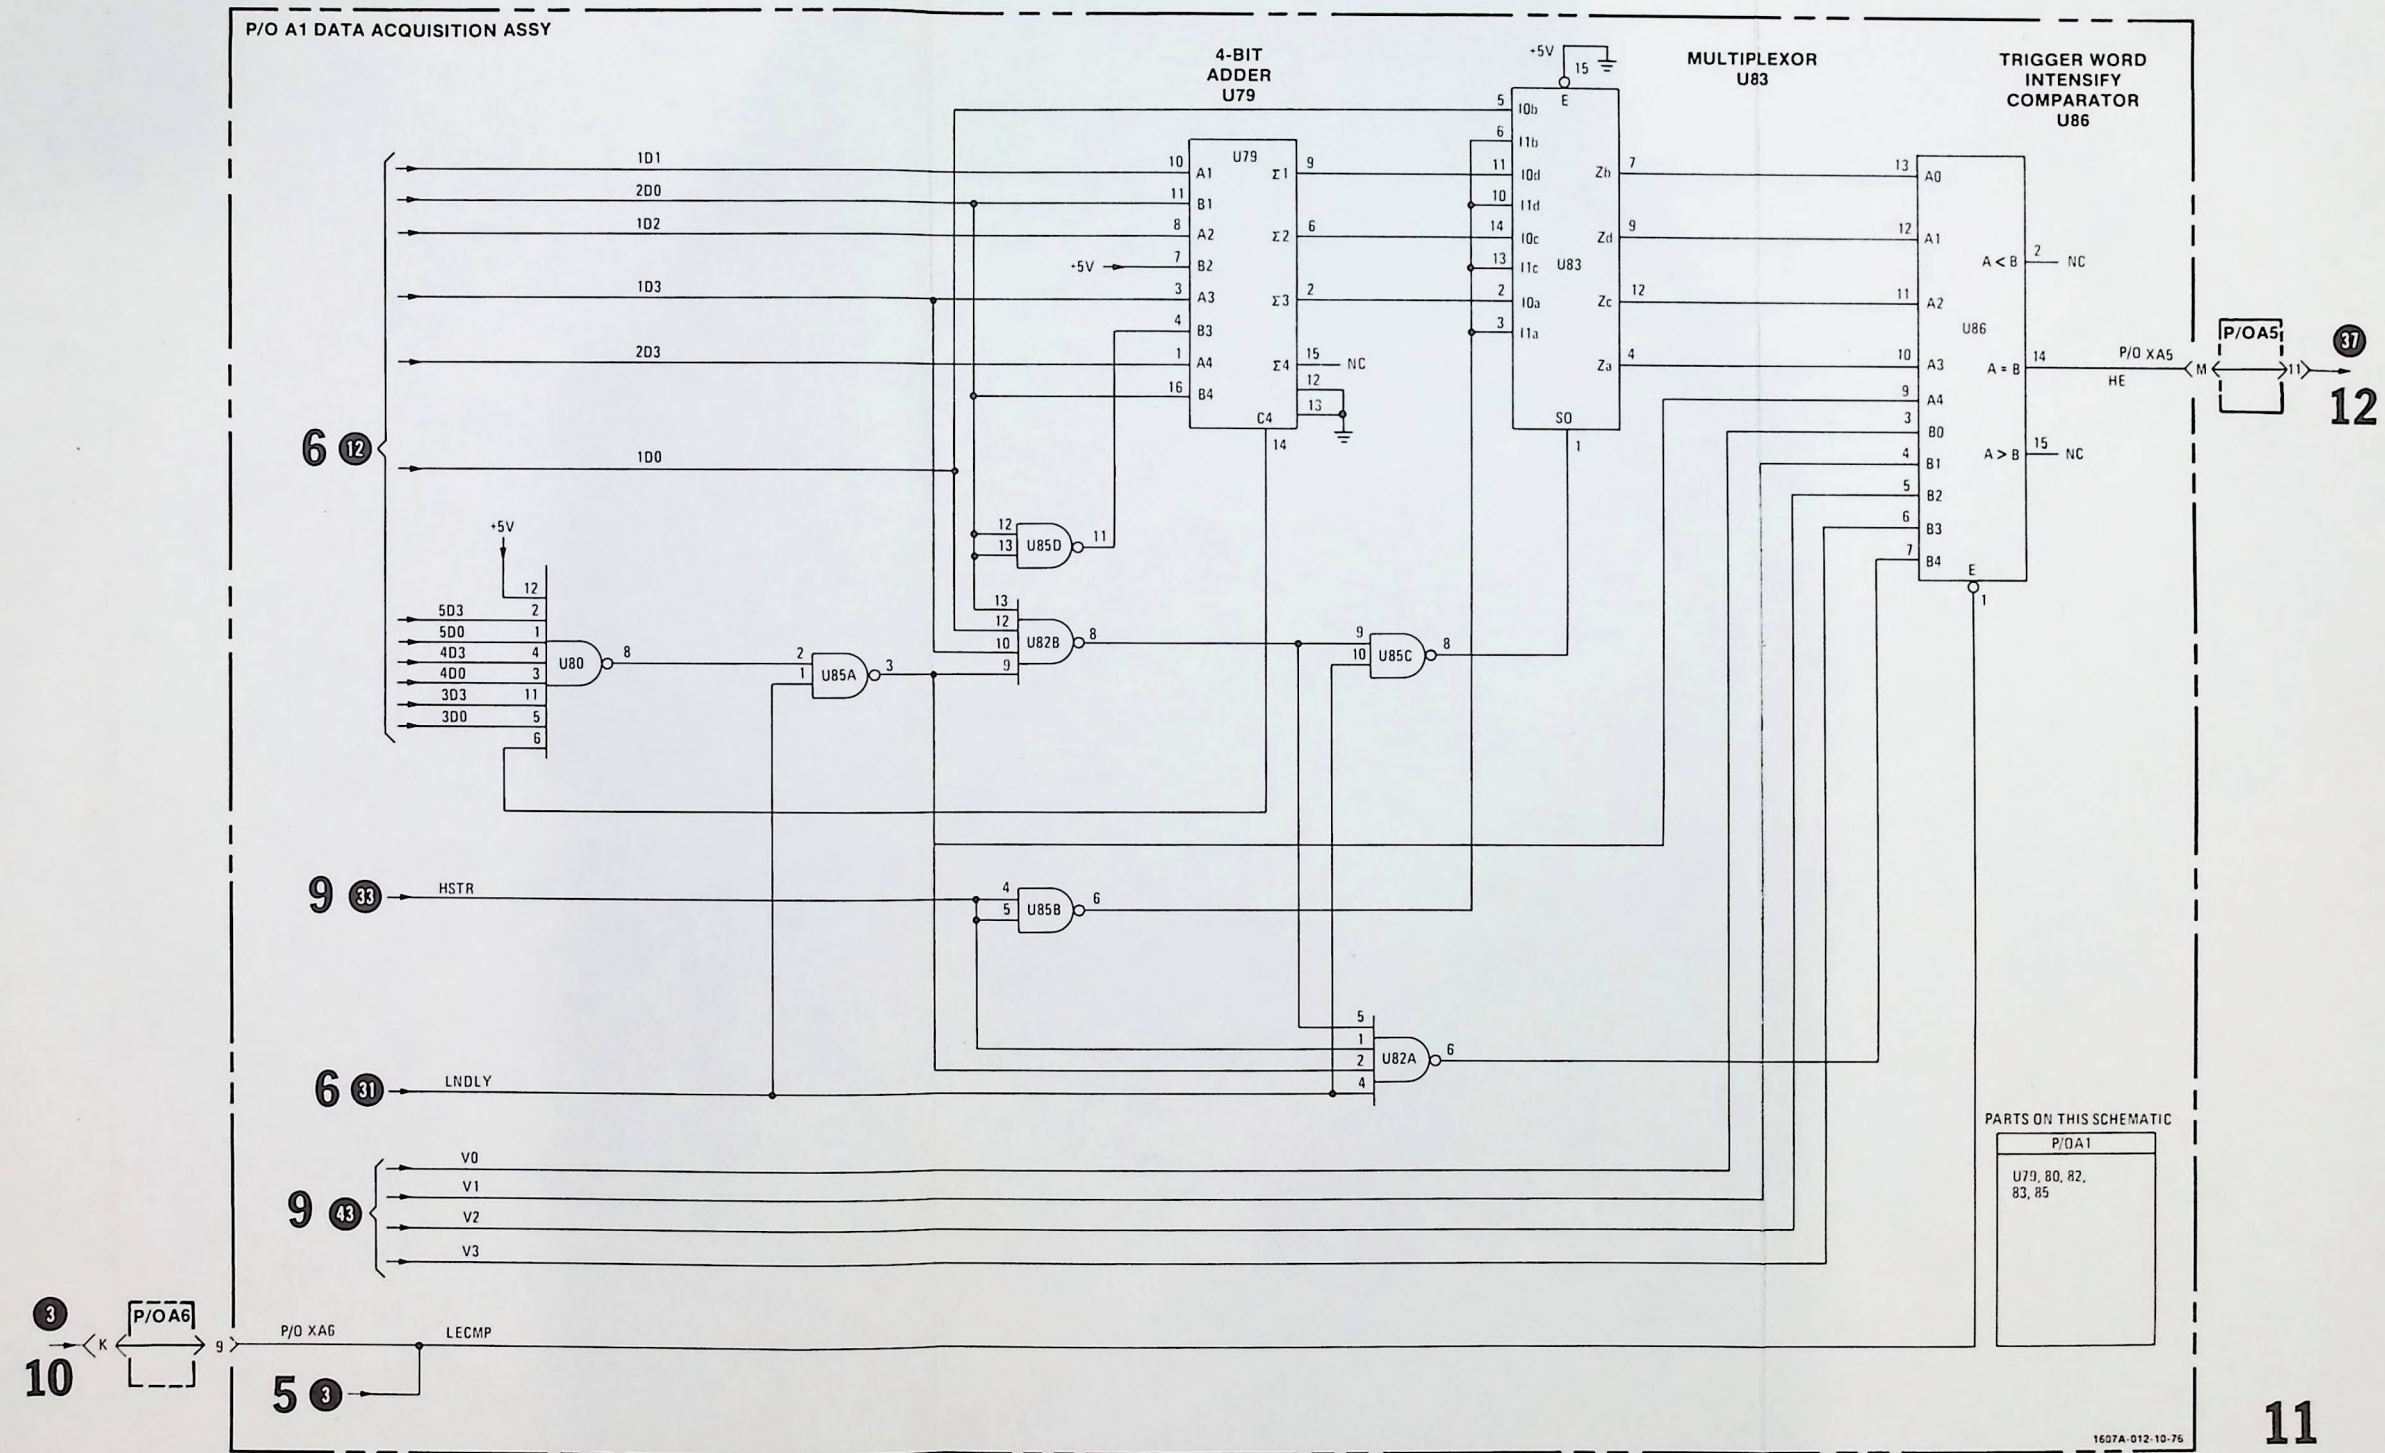 P/O A1 DATA ACQUISITION ASSY
4-BIT
ADDER
U79
MULTIPLEXOR
U83
TRIGGER WORD
INTENSIFY
COMPARATOR
U86
+5V
15
E
5 I0b
6 I1b
11 I0d
10 I1d
14 I0c
13 I1c
2 I0a
3 I1a
U83
Zb 7
Zd 9
Zc 12
Za 4
S0
1
1D1
2D0
1D2
+5V
1D3
2D3
1D0
U79
10 A1
11 B1
8 A2
7 B2
3 A3
4 B3
1 A4
16 B4
Σ1 9
Σ2 6
Σ3 2
Σ4 15 NC
12
13
C4
14
13 A0
12 A1
11 A2
U86
10 A3
9 A4
3 B0
4 B1
5 B2
6 B3
7 B4
A < B 2 NC
A = B 14
A > B 15 NC
E
1
P/O XA5
HE
M
P/OA5
11
37
12
6 12
12
13 U85D 11
+5V
12
5D3 2
5D0 1
4D3 4
4D0 3
3D3 11
3D0 5
6
U80 8
2
1 U85A 3
13
12
10
9
U82B 8
9
10 U85C 8
9 33 HSTR
4
5 U85B 6
5
1
2
4
U82A 6
6 31 LNDLY
9 43
V0
V1
V2
V3
3
10
K
P/OA6
9
P/O XA6
LECMP
5 3
PARTS ON THIS SCHEMATIC
P/OA1
U79, 80, 82,
83, 85
1607A-012-10-76
11